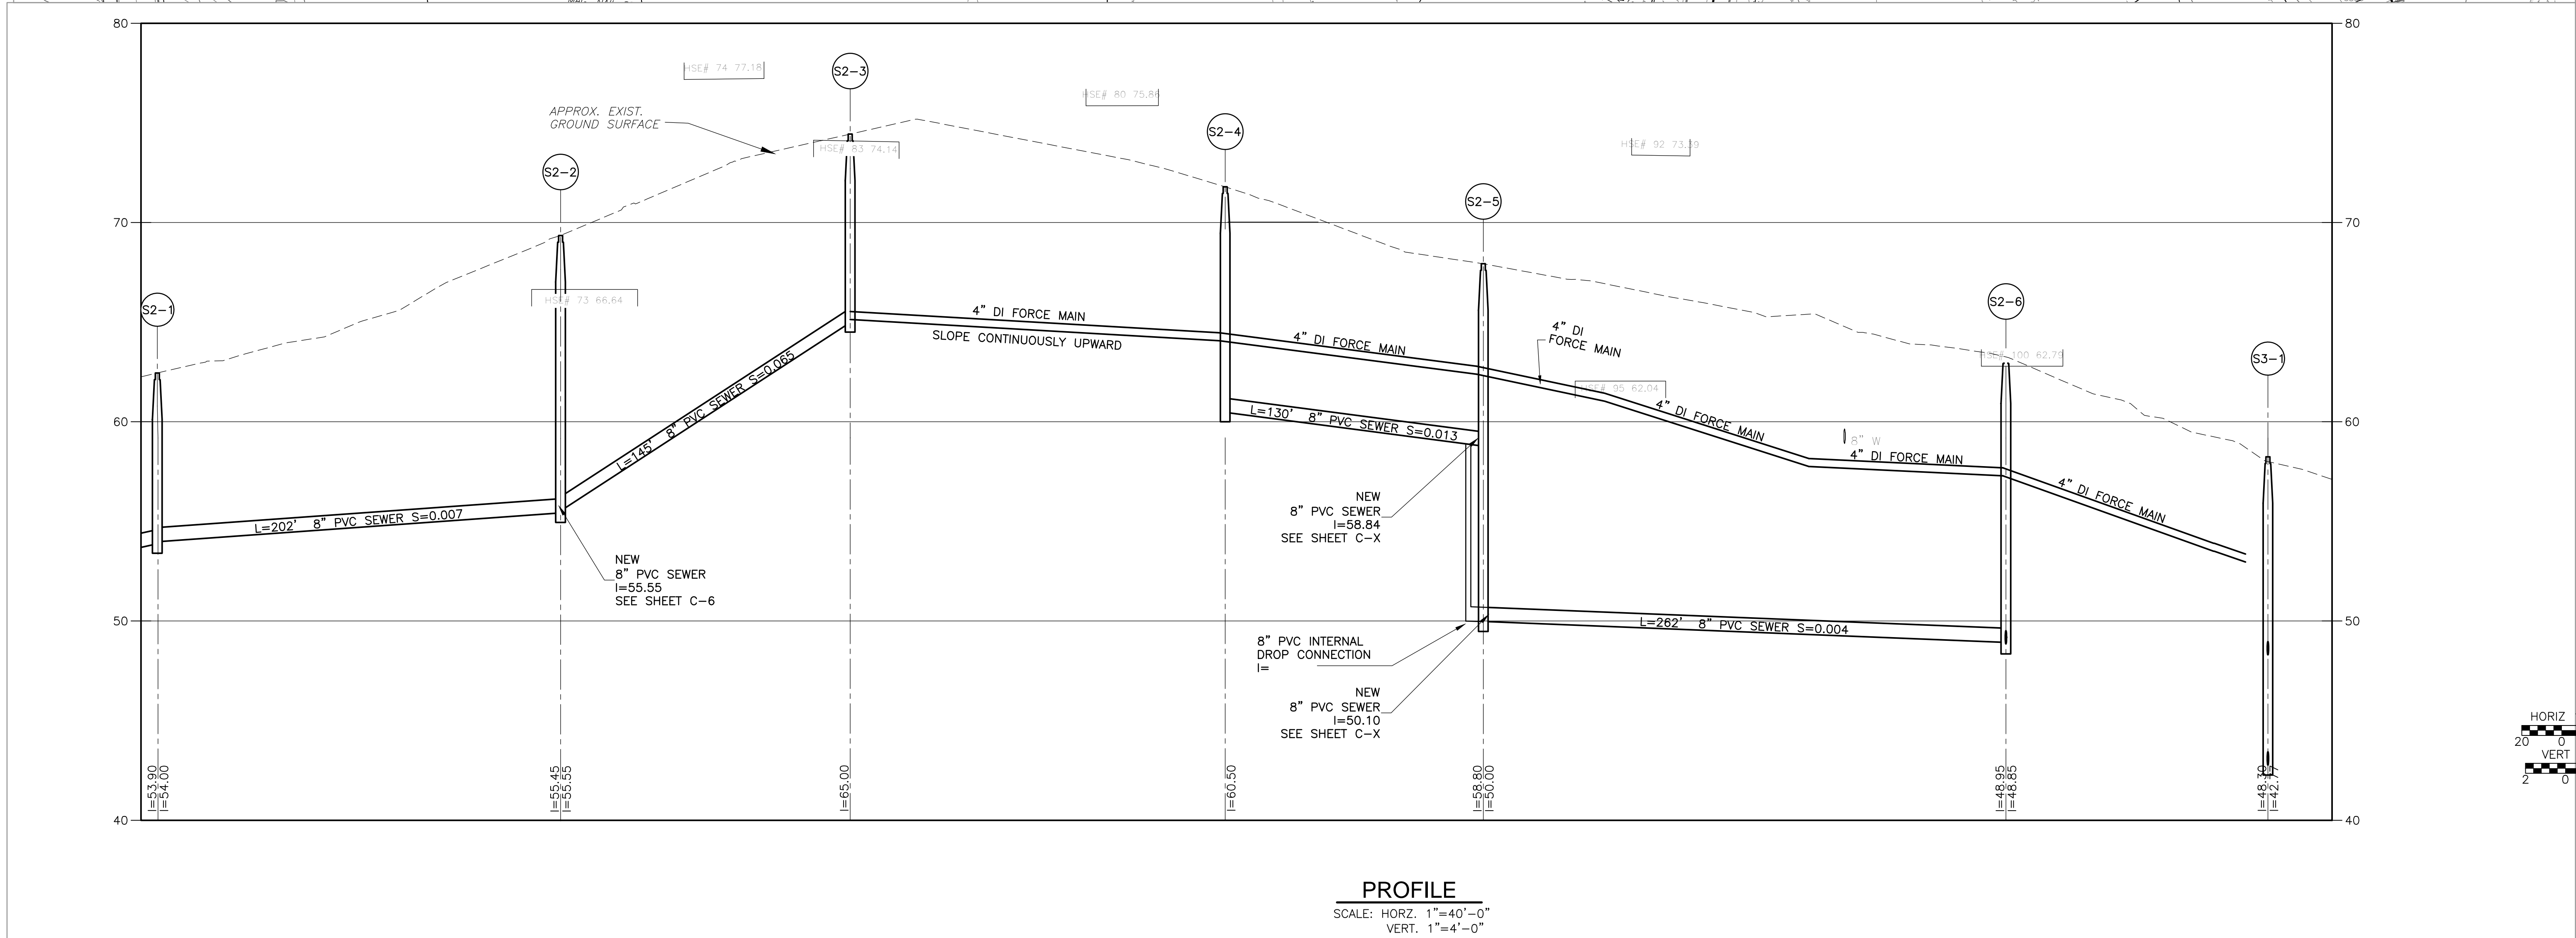 80
80
HSE# 74 77.18
S2-3
HSE# 80 75.86
APPROX. EXIST.
GROUND SURFACE
S2-4
HSE# 83 74.14
HSE# 92 73.39
S2-2
S2-5
70
70
HSE# 73 66.64
S2-1
S2-6
4" DI FORCE MAIN
SLOPE CONTINUOUSLY UPWARD
4" DI FORCE MAIN
4" DI
FORCE MAIN
HSE# 100 62.79
S3-1
HSE# 95 62.04
L=145' 8" PVC SEWER S=0.065
60
60
L=130' 8" PVC SEWER S=0.013
4" DI FORCE MAIN
8" W
4" DI FORCE MAIN
4" DI FORCE MAIN
L=202' 8" PVC SEWER S=0.007
NEW
8" PVC SEWER
I=58.84
SEE SHEET C-X
NEW
8" PVC SEWER
I=55.55
SEE SHEET C-6
50
50
L=262' 8" PVC SEWER S=0.004
8" PVC INTERNAL
DROP CONNECTION
I=
NEW
8" PVC SEWER
I=50.10
SEE SHEET C-X
I=53.90
I=54.00
I=55.45
I=55.55
I=65.00
I=60.50
I=58.80
I=50.00
I=48.95
I=48.85
I=48.30
I=42.77
HORIZ
20 0
VERT
2 0
40
40
PROFILE
SCALE: HORZ. 1"=40'-0"
VERT. 1"=4'-0"